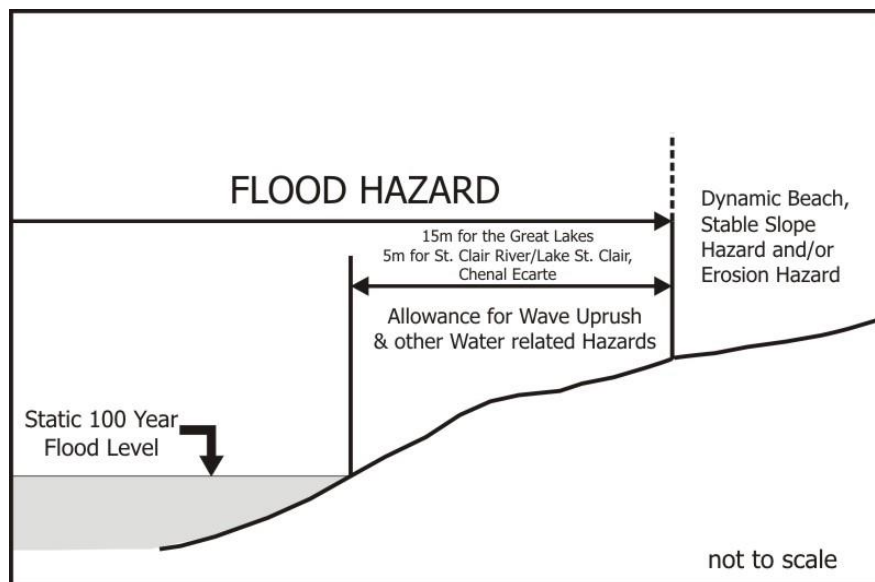 FLOOD HAZARD
15m for the Great Lakes
5m for St. Clair River/Lake St. Clair,
Chenal Ecarte
Allowance for Wave Uprush
& other Water related Hazards
Dynamic Beach,
Stable Slope
Hazard and/or
Erosion Hazard
Static 100 Year
Flood Level
not to scale